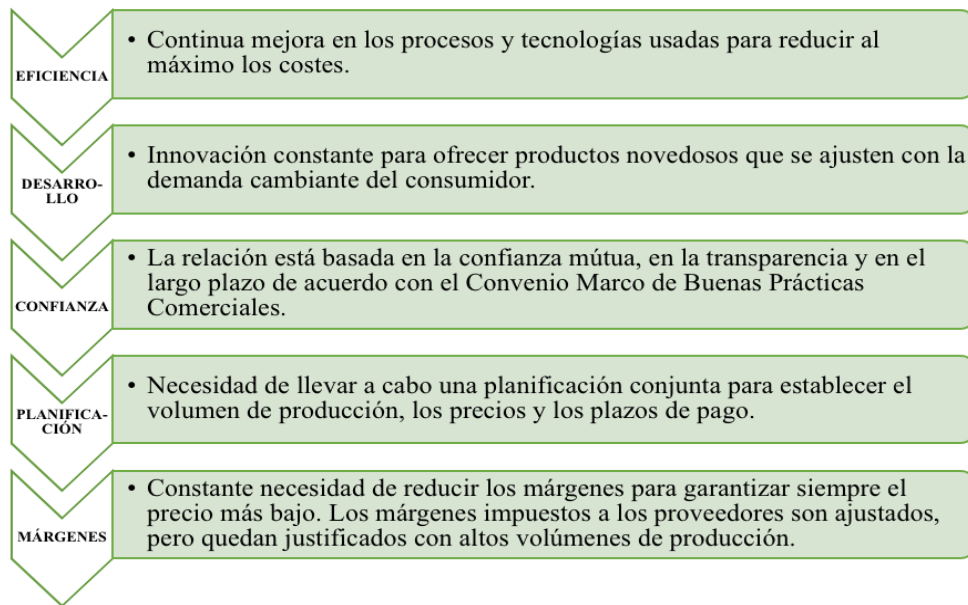 EFICIENCIA
• Continua mejora en los procesos y tecnologías usadas para reducir al
máximo los costes.
DESARRO-
LLO
• Innovación constante para ofrecer productos novedosos que se ajusten con la
demanda cambiante del consumidor.
CONFIANZA
• La relación está basada en la confianza mútua, en la transparencia y en el
largo plazo de acuerdo con el Convenio Marco de Buenas Prácticas
Comerciales.
PLANIFICA-
CIÓN
• Necesidad de llevar a cabo una planificación conjunta para establecer el
volumen de producción, los precios y los plazos de pago.
MÁRGENES
• Constante necesidad de reducir los márgenes para garantizar siempre el
precio más bajo. Los márgenes impuestos a los proveedores son ajustados,
pero quedan justificados con altos volúmenes de producción.